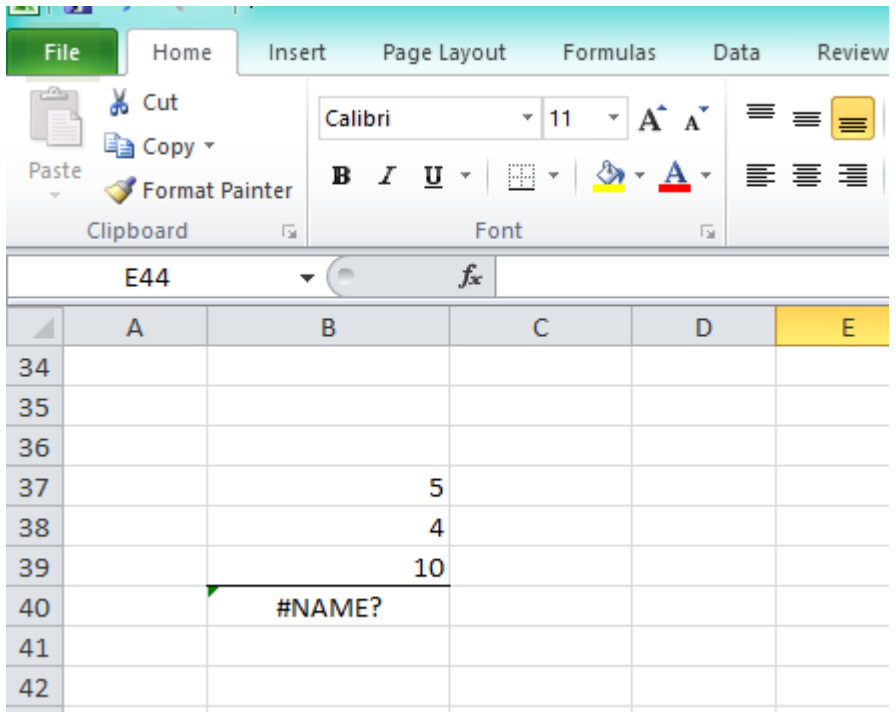 File Home Insert Page Layout Formulas Data Review
Cut
Calibri 11 A A
Copy
Paste
B I U A
Format Painter
Clipboard Font
E44 fx
A B C D E
34
35
36
37 5
38 4
39 10
40 #NAME?
41
42